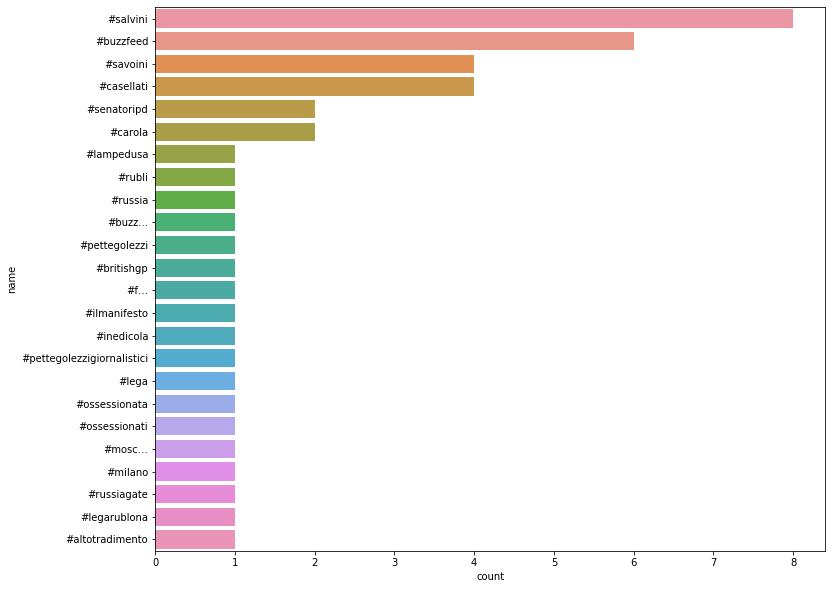 #salvini
#buzzfeed
#savoini
#casellati
#senatoripd
#carola
#lampedusa
#rubli
#russia
#buzz...
#pettegolezzi
#britishgp
#f...
#ilmanifesto
#inedicola
#pettegolezzigiornalistici
#lega
#ossessionata
#ossessionati
#mosc...
#milano
#russiagate
#legarublona
#altotradimento
name
0 1 2 3 4 5 6 7 8
count